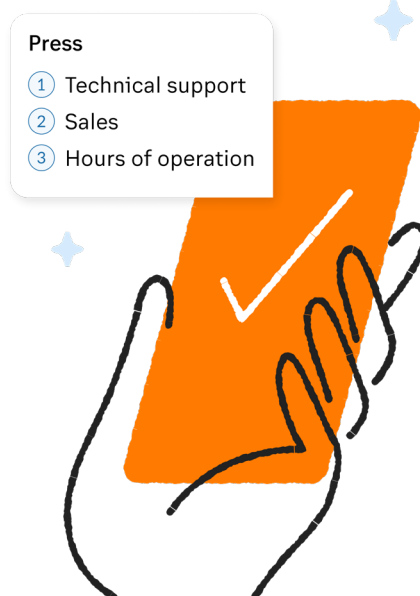 Press
1 Technical support
2 Sales
3 Hours of operation